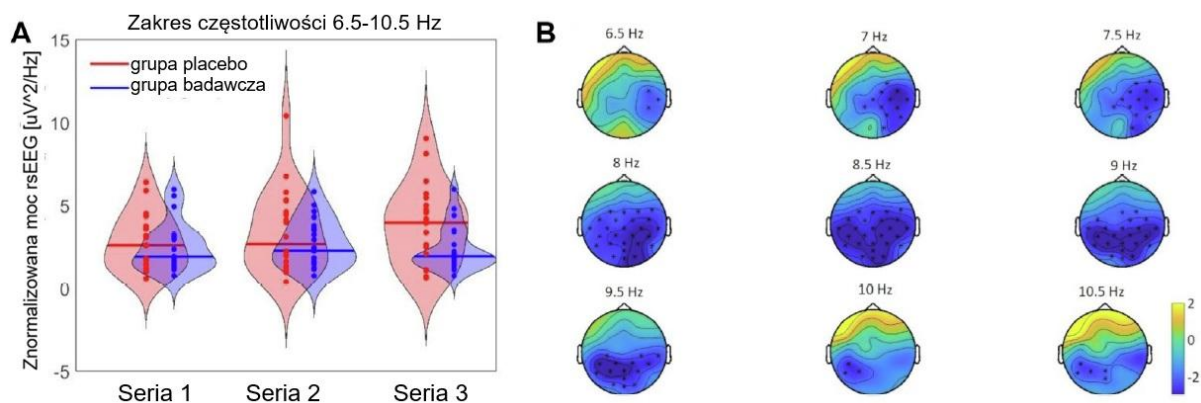 A
Zakres częstotliwości 6.5-10.5 Hz
Znormalizowana moc rsEEG [uV^2/Hz]
15
10
5
0
-5
grupa placebo
grupa badawcza
Seria 1
Seria 2
Seria 3
B
6.5 Hz
7 Hz
7.5 Hz
8 Hz
8.5 Hz
9 Hz
9.5 Hz
10 Hz
10.5 Hz
2
0
-2